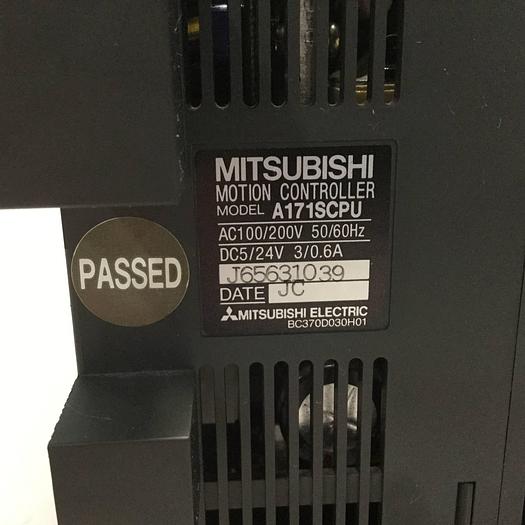 MITSUBISHI
MOTION CONTROLLER
MODEL A171SCPU
AC100/200V 50/60Hz
DC5/24V 3/0.6A
J65631039
DATE JC
MITSUBISHI ELECTRIC
BC370D030H01
PASSED